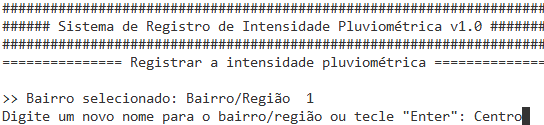 ######################################################################
###### Sistema de Registro de Intensidade Pluviométrica v1.0 #######
######################################################################
=============== Registrar a intensidade pluviométrica ==============
>> Bairro selecionado: Bairro/Região  1
Digite um novo nome para o bairro/região ou tecle "Enter": Centro